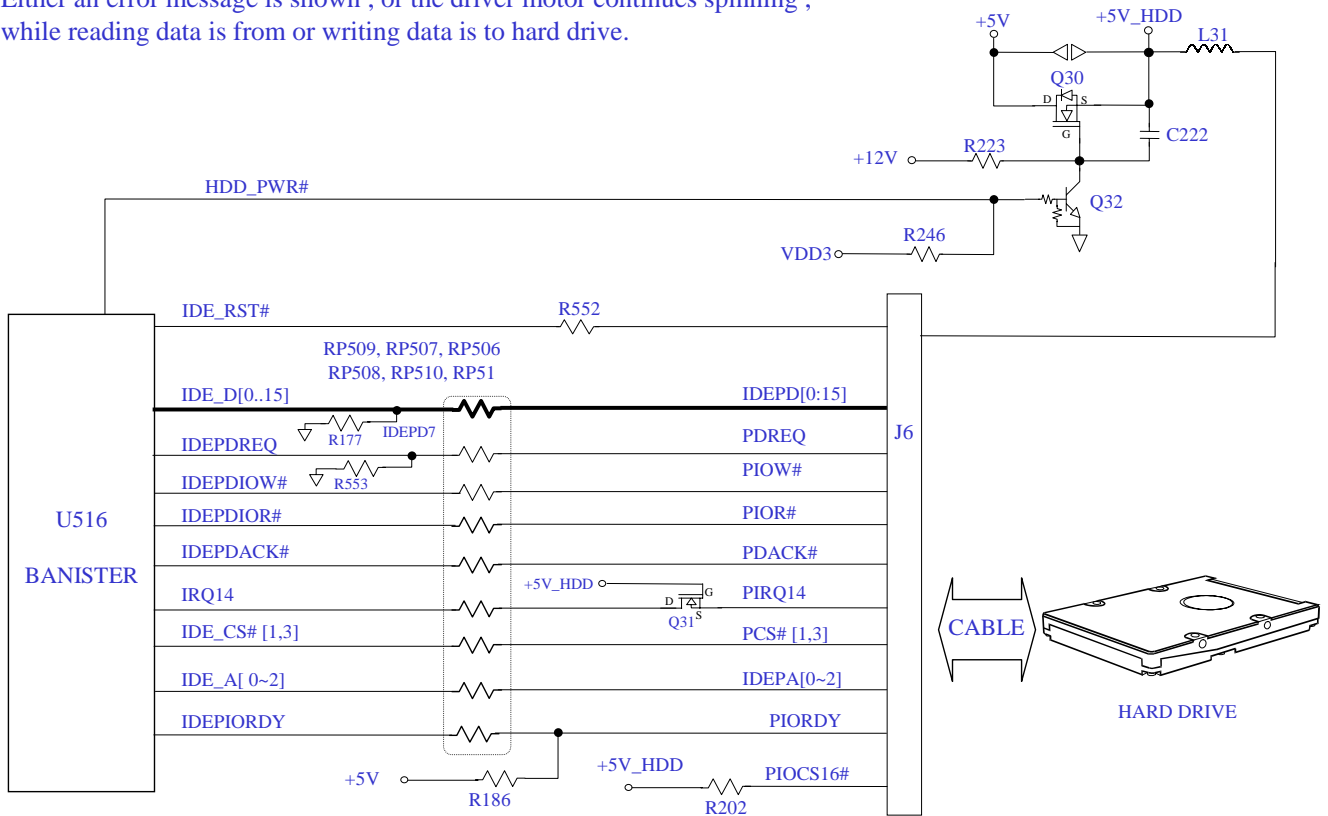 Either an error message is shown , or the driver motor continues spinning ,
while reading data is from or writing data is to hard drive.
+5V
+5V_HDD
L31
Q30
D
S
G
C222
+12V
R223
HDD_PWR#
Q32
VDD3
R246
IDE_RST#
R552
RP509, RP507, RP506
RP508, RP510, RP51
IDE_D[0..15]
IDEPD[0:15]
R177
IDEPD7
J6
IDEPDREQ
PDREQ
R553
IDEPDIOW#
PIOW#
U516
BANISTER
IDEPDIOR#
PIOR#
IDEPDACK#
PDACK#
+5V_HDD
G
D
S
Q31
IRQ14
PIRQ14
IDE_CS# [1,3]
PCS# [1,3]
CABLE
IDE_A[ 0~2]
IDEPA[0~2]
HARD DRIVE
IDEPIORDY
PIORDY
+5V
R186
+5V_HDD
R202
PIOCS16#